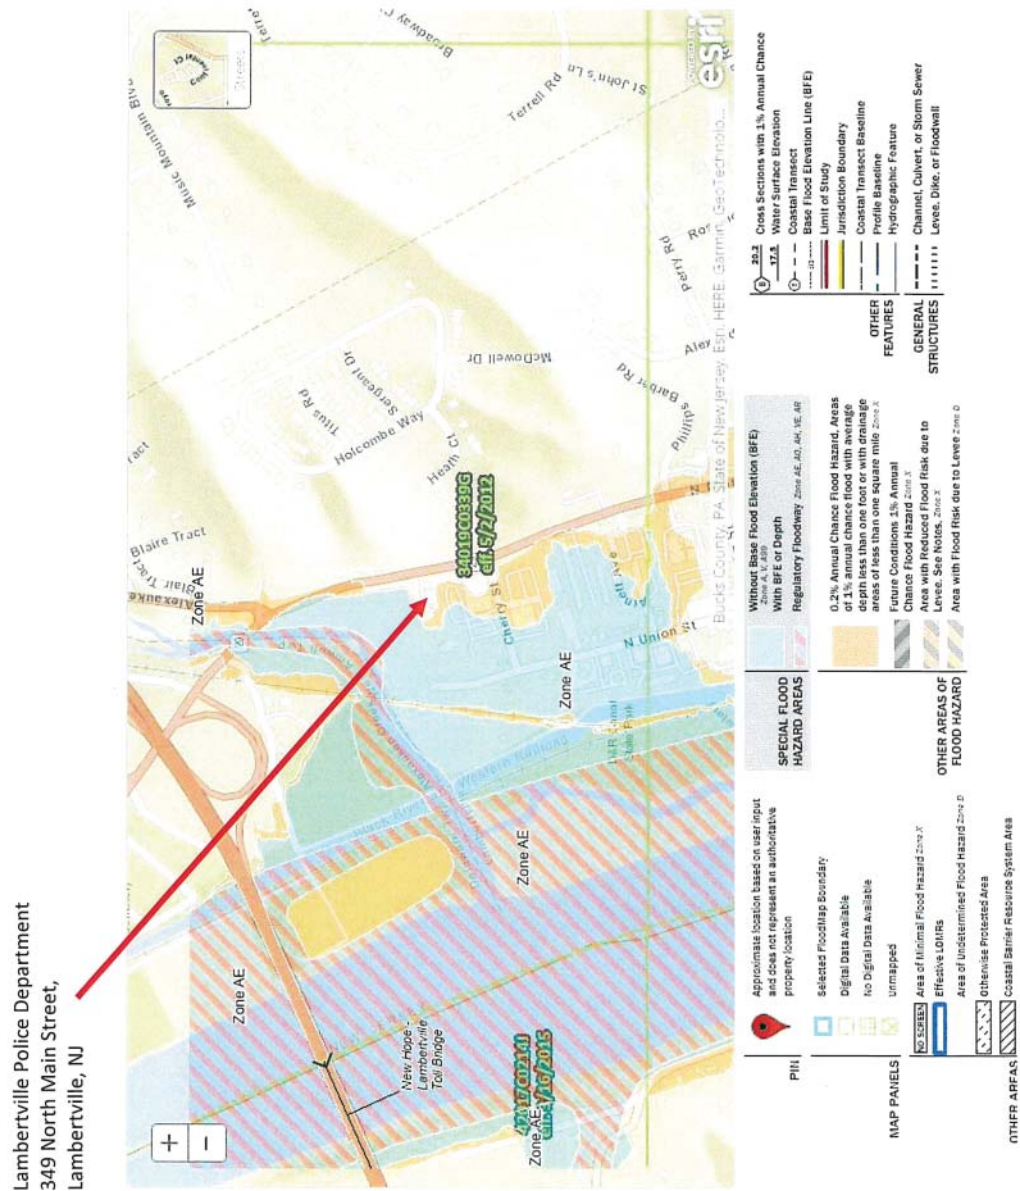 Lambertville Police Department
349 North Main Street,
Lambertville, NJ
Streets
Music Mountain Blvd
Terrell Rd
St John's Ln
Blaire Tract
Titus Rd
Sergeant Dr
Holcombe Way
Heath Ct
McDowell Dr
Perry Rd
Barber Rd
Phillips
34019C0339G
eff. 5/2/2012
Zone AE
Cherry St
Arnett Ave
N Union St
Zone AE
D&R Canal
State Park
Zone AE
Zone AE
New Hope -
Lambertville
Toll Bridge
Zone AE
Bucks County, PA, State of New Jersey, Esri, HERE, Garmin, GeoTechnolo...
POWERED BY
esri
PIN
Approximate location based on user input
and does not represent an authoritative
property location
MAP PANELS
Selected FloodMap Boundary
Digital Data Available
No Digital Data Available
Unmapped
OTHER AREAS
NO SCREEN Area of Minimal Flood Hazard Zone X
Effective LOMRs
Area of Undetermined Flood Hazard Zone D
Otherwise Protected Area
Coastal Barrier Resource System Area
SPECIAL FLOOD
HAZARD AREAS
Without Base Flood Elevation (BFE)
Zone A, V, A99
With BFE or Depth
Regulatory Floodway Zone AE, AO, AH, VE, AR
OTHER AREAS OF
FLOOD HAZARD
0.2% Annual Chance Flood Hazard, Areas
of 1% annual chance flood with average
depth less than one foot or with drainage
areas of less than one square mile Zone X
Future Conditions 1% Annual
Chance Flood Hazard Zone X
Area with Reduced Flood Risk due to
Levee. See Notes. Zone X
Area with Flood Risk due to Levee Zone D
OTHER
FEATURES
B 20.2 Cross Sections with 1% Annual Chance
17.5 Water Surface Elevation
Coastal Transect
Base Flood Elevation Line (BFE)
Limit of Study
Jurisdiction Boundary
Coastal Transect Baseline
Profile Baseline
Hydrographic Feature
GENERAL
STRUCTURES
Channel, Culvert, or Storm Sewer
Levee, Dike, or Floodwall